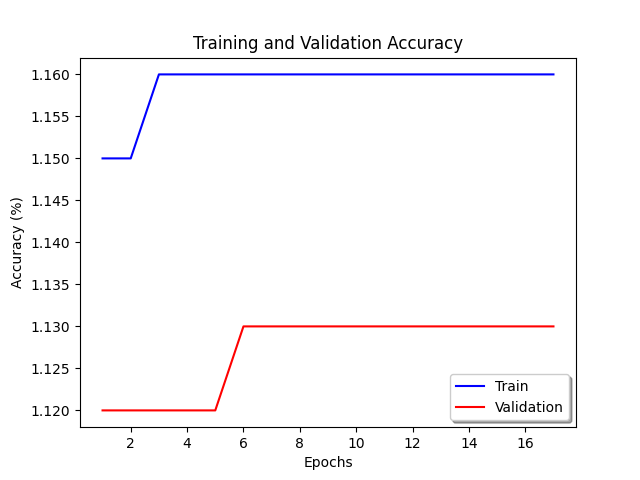 Training and Validation Accuracy
Accuracy (%)
1.160
1.155
1.150
1.145
1.140
1.135
1.130
1.125
1.120
Train
Validation
2 4 6 8 10 12 14 16
Epochs